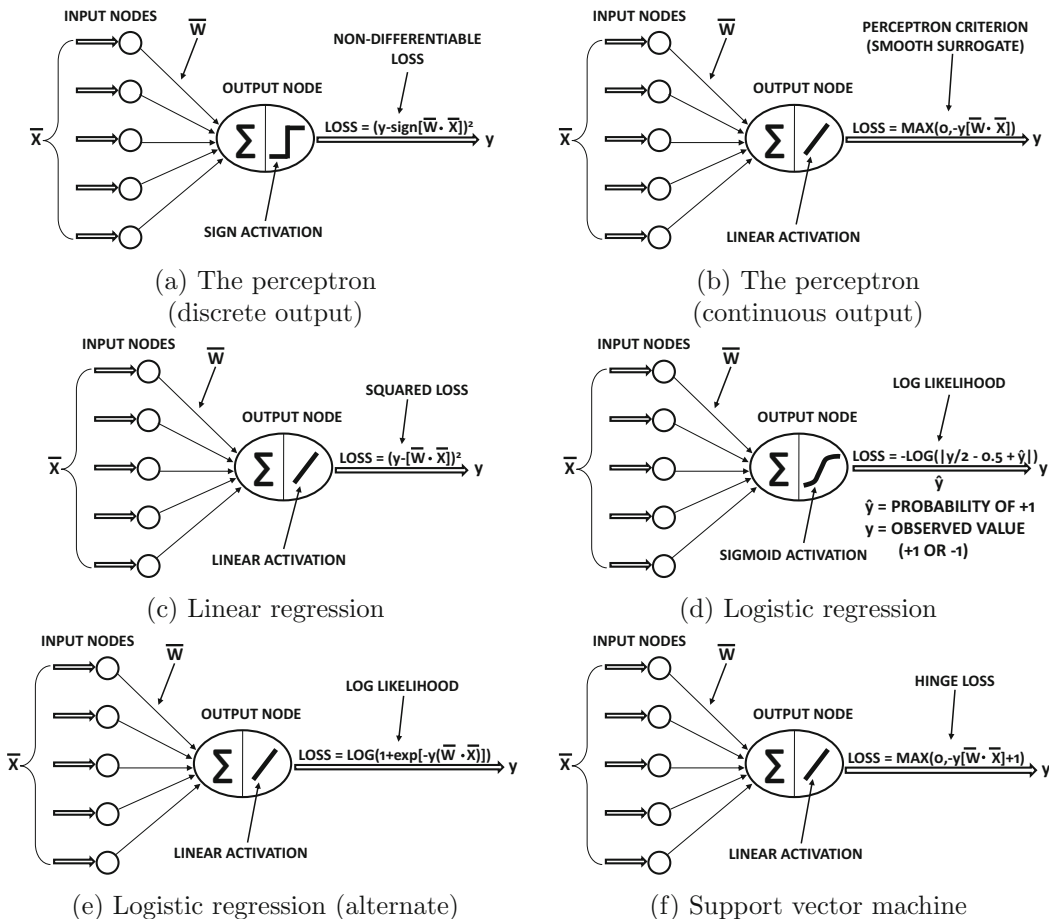 INPUT NODES
W̅
NON-DIFFERENTIABLE
LOSS
OUTPUT NODE
X̅
∑
LOSS = (y-sign[W̅· X̅])²
y
SIGN ACTIVATION
(a) The perceptron
(discrete output)
INPUT NODES
W̅
PERCEPTRON CRITERION
(SMOOTH SURROGATE)
OUTPUT NODE
X̅
∑
LOSS = MAX(0,-y[W̅· X̅])
y
LINEAR ACTIVATION
(b) The perceptron
(continuous output)
INPUT NODES
W̅
SQUARED LOSS
OUTPUT NODE
X̅
∑
LOSS = (y-[W̅· X̅])²
y
LINEAR ACTIVATION
(c) Linear regression
INPUT NODES
W̅
LOG LIKELIHOOD
OUTPUT NODE
X̅
∑
LOSS = -LOG(|y/2 - 0.5 + ŷ|)
y
ŷ
ŷ = PROBABILITY OF +1
y = OBSERVED VALUE
(+1 OR -1)
SIGMOID ACTIVATION
(d) Logistic regression
INPUT NODES
W̅
LOG LIKELIHOOD
OUTPUT NODE
X̅
∑
LOSS = LOG(1+exp[-y(W̅ ·X̅)])
y
LINEAR ACTIVATION
(e) Logistic regression (alternate)
INPUT NODES
W̅
HINGE LOSS
OUTPUT NODE
X̅
∑
LOSS = MAX(0,-y[W̅· X̅]+1)
y
LINEAR ACTIVATION
(f) Support vector machine